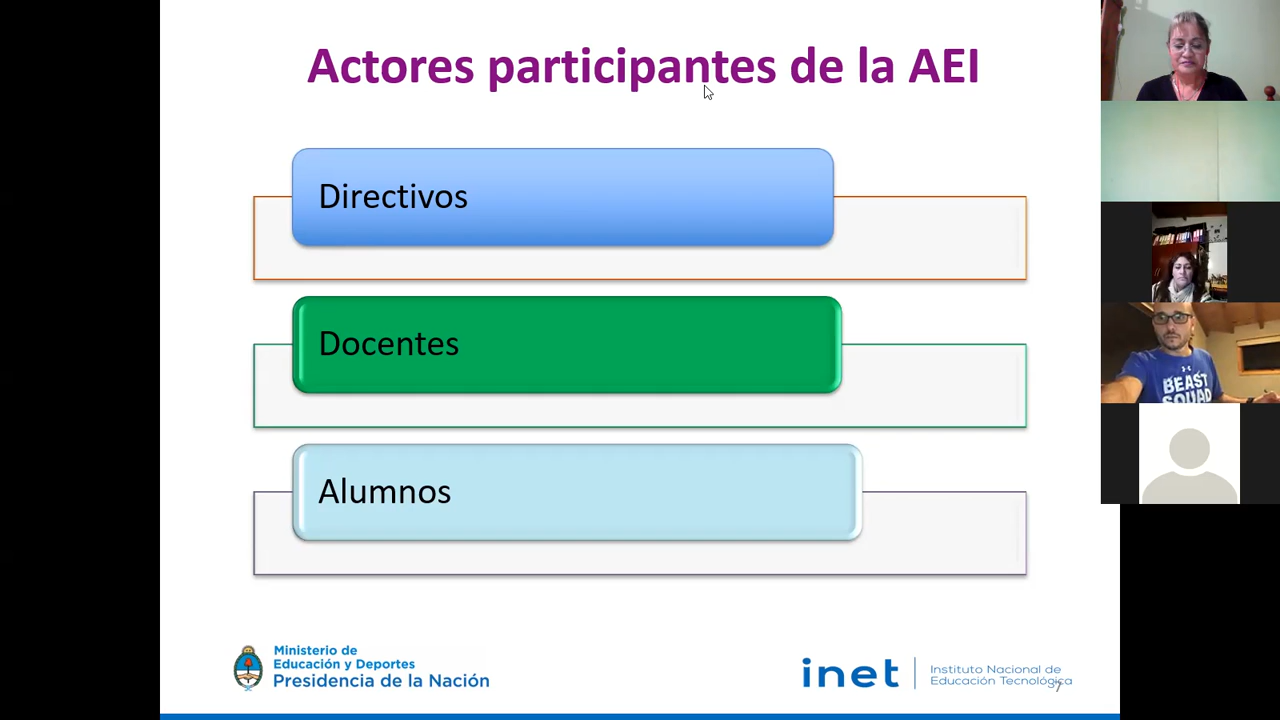 Actores participantes de la AEI
Directivos
Docentes
Alumnos
Ministerio de
Educación y Deportes
Presidencia de la Nación
inet
Instituto Nacional de
Educación Tecnológica
7
BEAST
SQUAD